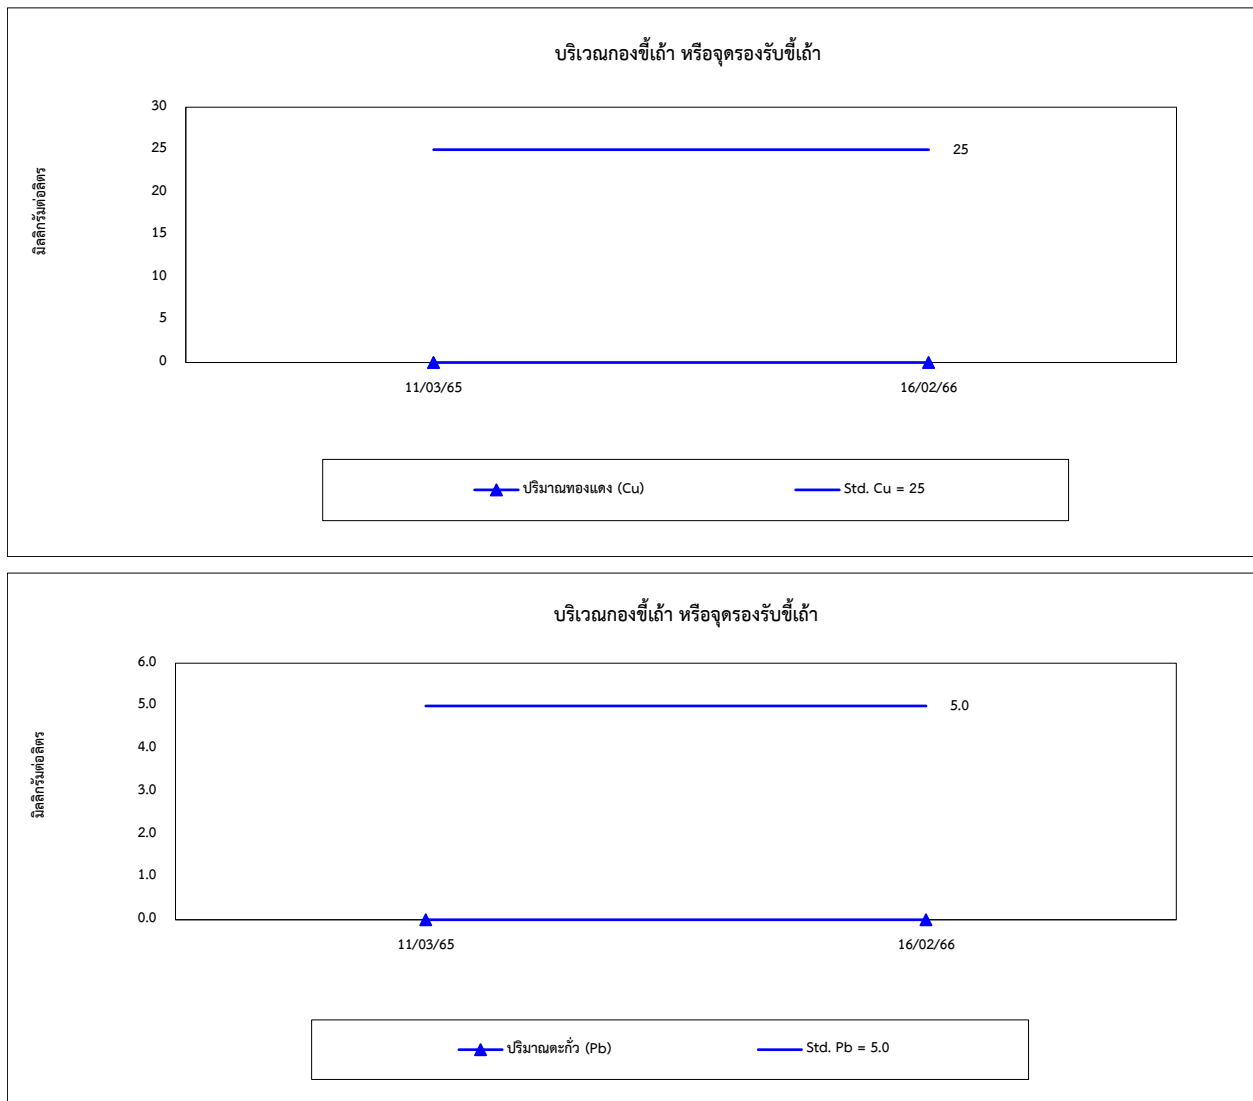 บริเวณกองขี้เถ้า หรือจุดรองรับขี้เถ้า
มิลลิกรัมต่อลิตร
30
25
20
15
10
5
0
25
11/03/65
16/02/66
ปริมาณทองแดง (Cu)
Std. Cu = 25
บริเวณกองขี้เถ้า หรือจุดรองรับขี้เถ้า
มิลลิกรัมต่อลิตร
6.0
5.0
4.0
3.0
2.0
1.0
0.0
5.0
11/03/65
16/02/66
ปริมาณตะกั่ว (Pb)
Std. Pb = 5.0